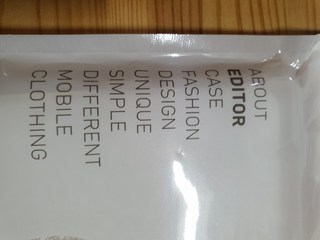 ABOUT
EDITOR
CASE
FASHION
DESIGN
UNIQUE
SIMPLE
DIFFERENT
MOBILE
CLOTHING